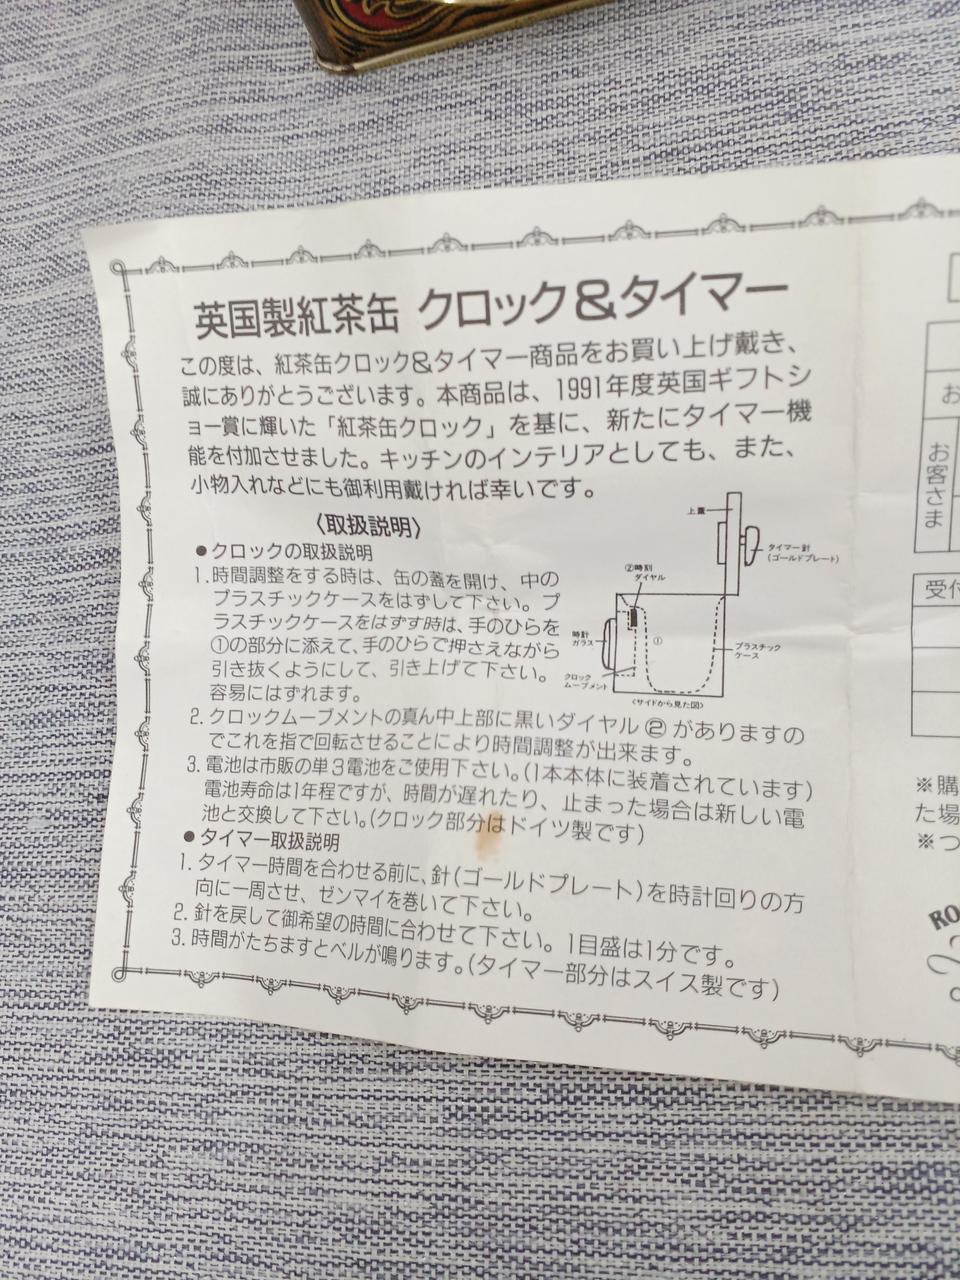 英国製紅茶缶 クロック&タイマー
この度は、紅茶缶クロック&タイマー商品をお買い上げ戴き、
誠にありがとうございます。本商品は、1991年度英国ギフトシ
ョー賞に輝いた「紅茶缶クロック」を基に、新たにタイマー機
能を付加させました。キッチンのインテリアとしても、また、
小物入れなどにも御利用戴ければ幸いです。
〈取扱説明〉
●クロックの取扱説明
1.時間調整をする時は、缶の蓋を開け、中の
プラスチックケースをはずして下さい。プ
ラスチックケースをはずす時は、手のひらを
①の部分に添えて、手のひらで押さえながら
引き抜くようにして、引き上げて下さい。
容易にはずれます。
上蓋
タイマー針
(ゴールドプレート)
②時刻
ダイヤル
時計
ガラス
①
プラスチック
ケース
クロック
ムーブメント
〈サイドから見た図〉
2.クロックムーブメントの真ん中上部に黒いダイヤル②がありますの
でこれを指で回転させることにより時間調整が出来ます。
3.電池は市販の単3電池をご使用下さい。(1本本体に装着されています)
電池寿命は1年程ですが、時間が遅れたり、止まった場合は新しい電
池と交換して下さい。(クロック部分はドイツ製です)
●タイマー取扱説明
1.タイマー時間を合わせる前に、針(ゴールドプレート)を時計回りの方
向に一周させ、ゼンマイを巻いて下さい。
2.針を戻して御希望の時間に合わせて下さい。1目盛は1分です。
3.時間がたちますとベルが鳴ります。(タイマー部分はスイス製です)
お
お客さま
受付
※購
た場
※つ
RO